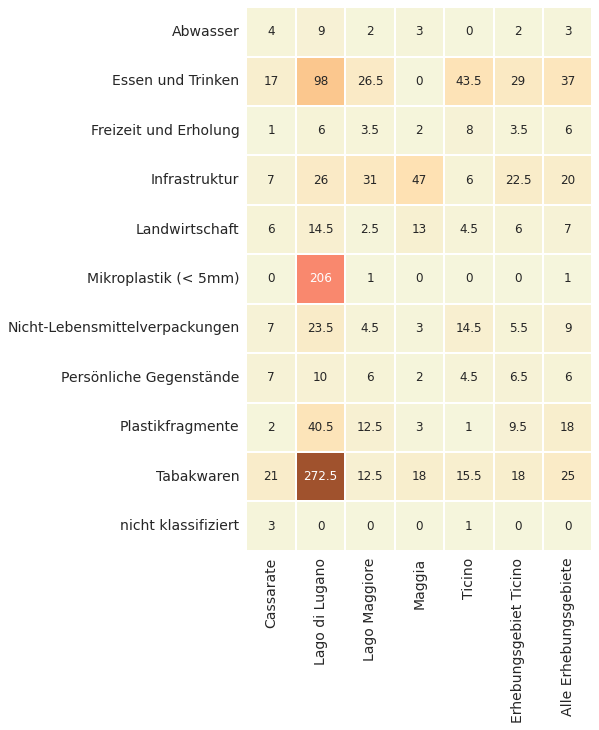 Abwasser 4 9 2 3 0 2 3
Essen und Trinken 17 98 26.5 0 43.5 29 37
Freizeit und Erholung 1 6 3.5 2 8 3.5 6
Infrastruktur 7 26 31 47 6 22.5 20
Landwirtschaft 6 14.5 2.5 13 4.5 6 7
Mikroplastik (< 5mm) 0 206 1 0 0 0 1
Nicht-Lebensmittelverpackungen 7 23.5 4.5 3 14.5 5.5 9
Persönliche Gegenstände 7 10 6 2 4.5 6.5 6
Plastikfragmente 2 40.5 12.5 3 1 9.5 18
Tabakwaren 21 272.5 12.5 18 15.5 18 25
nicht klassifiziert 3 0 0 0 1 0 0
Cassarate
Lago di Lugano
Lago Maggiore
Maggia
Ticino
Erhebungsgebiet Ticino
Alle Erhebungsgebiete